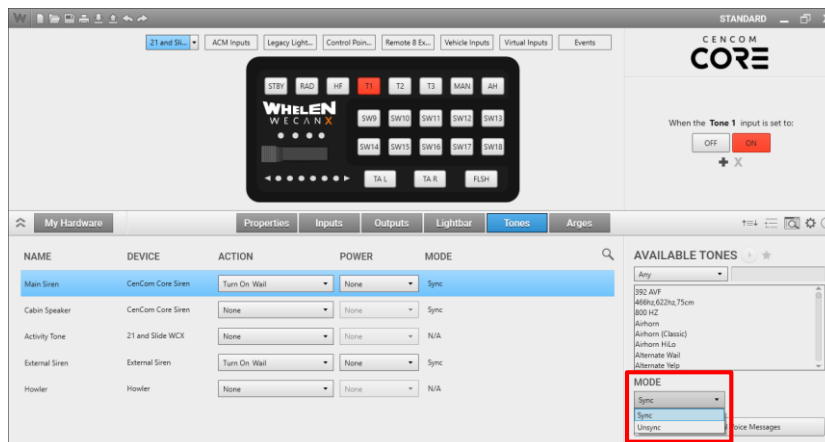 W STANDARD
21 and Sli... ACM Inputs Legacy Light... Control Poin... Remote 8 Ex... Vehicle Inputs Virtual Inputs Events
CENCOM
CORE
STBY RAD HF T1 T2 T3 MAN AH
WHELEN
WECANX
SW9 SW10 SW11 SW12 SW13
SW14 SW15 SW16 SW17 SW18
TA L TA R FLSH
When the Tone 1 input is set to:
OFF ON
My Hardware Properties Inputs Outputs Lightbar Tones Arges
NAME DEVICE ACTION POWER MODE
Main Siren CenCom Core Siren Turn On Wail None Sync
Cabin Speaker CenCom Core Siren None None Sync
Activity Tone 21 and Slide WCX None None N/A
External Siren External Siren Turn On Wail None Sync
Howler Howler None None N/A
AVAILABLE TONES
Any
392 AVF
466hz,622hz,75cm
800 HZ
Airhorn
Airhorn (Classic)
Airhorn HiLo
Alternate Wail
Alternate Yelp
MODE
Sync
Sync
Unsync
Voice Messages